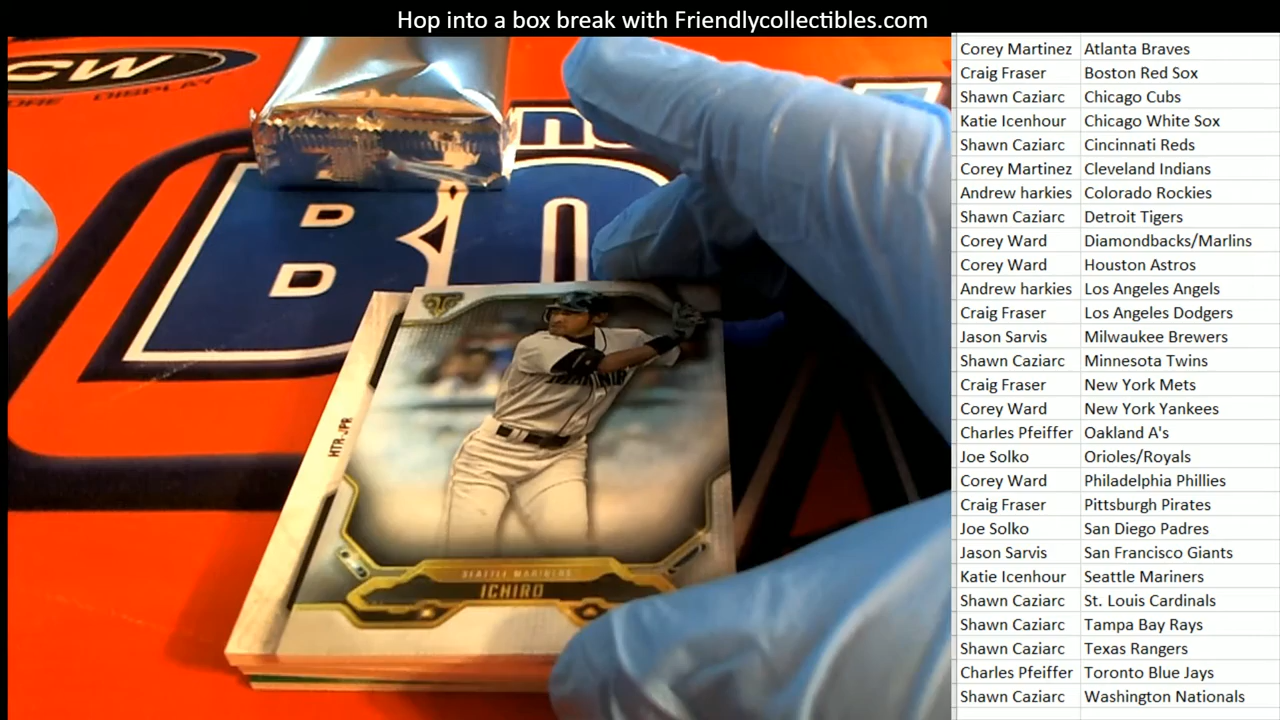 Hop into a box break with Friendlycollectibles.com
CW
ORE DISPLAY
B
D
D
HTR-JPR
SEATTLE MARINERS
ICHIRO
Corey Martinez Atlanta Braves
Craig Fraser Boston Red Sox
Shawn Caziarc Chicago Cubs
Katie Icenhour Chicago White Sox
Shawn Caziarc Cincinnati Reds
Corey Martinez Cleveland Indians
Andrew harkies Colorado Rockies
Shawn Caziarc Detroit Tigers
Corey Ward Diamondbacks/Marlins
Corey Ward Houston Astros
Andrew harkies Los Angeles Angels
Craig Fraser Los Angeles Dodgers
Jason Sarvis Milwaukee Brewers
Shawn Caziarc Minnesota Twins
Craig Fraser New York Mets
Corey Ward New York Yankees
Charles Pfeiffer Oakland A's
Joe Solko Orioles/Royals
Corey Ward Philadelphia Phillies
Craig Fraser Pittsburgh Pirates
Joe Solko San Diego Padres
Jason Sarvis San Francisco Giants
Katie Icenhour Seattle Mariners
Shawn Caziarc St. Louis Cardinals
Shawn Caziarc Tampa Bay Rays
Shawn Caziarc Texas Rangers
Charles Pfeiffer Toronto Blue Jays
Shawn Caziarc Washington Nationals